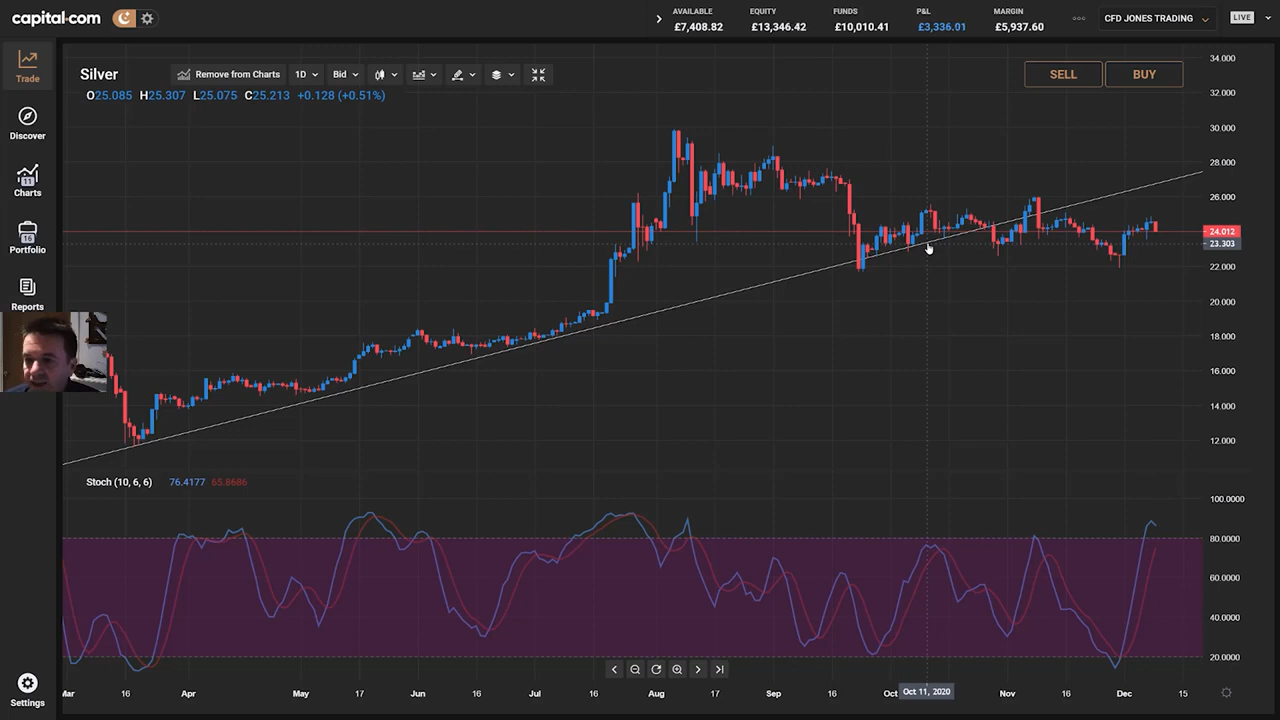 capital.com
AVAILABLE EQUITY FUNDS P&L MARGIN
£7,408.82 £13,346.42 £10,010.41 £3,336.01 £5,937.60
CFD JONES TRADING
LIVE
Trade
Discover
11
Charts
16
Portfolio
Reports
Settings
Silver
Remove from Charts 1D Bid
SELL BUY
O25.085 H25.307 L25.075 C25.213 +0.128 (+0.51%)
34.000
32.000
30.000
28.000
26.000
24.012
23.303
22.000
20.000
18.000
16.000
14.000
12.000
Stoch (10, 6, 6) 76.4177 65.8686
100.0000
80.0000
60.0000
40.0000
20.0000
Mar 16 Apr May 17 Jun 16 Jul 16 Aug 17 Sep 16 Oct Oct 11, 2020 Nov 16 Dec 15